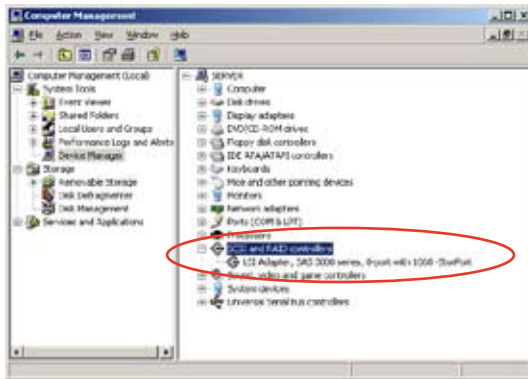 Computer Management
File Action View Window Help
Computer Management (Local)
System Tools
Event Viewer
Shared Folders
Local Users and Groups
Performance Logs and Alerts
Device Manager
Storage
Removable Storage
Disk Defragmenter
Disk Management
Services and Applications
SERVER
Computer
Disk drives
Display adapters
DVD/CD-ROM drives
Floppy disk controllers
IDE ATA/ATAPI controllers
Keyboards
Mice and other pointing devices
Monitors
Network adapters
Ports (COM & LPT)
Processors
SCSI and RAID controllers
LSI Adapter, SAS 3000 series, 8-port with 1068 -StorPort
Sound, video and game controllers
System devices
Universal Serial Bus controllers